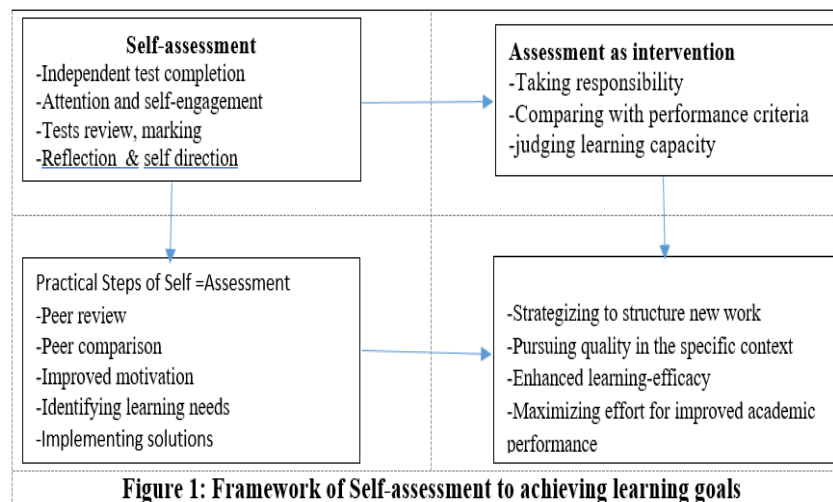 Self-assessment
-Independent test completion
-Attention and self-engagement
-Tests review, marking
-Reflection & self direction
Assessment as intervention
-Taking responsibility
-Comparing with performance criteria
-judging learning capacity
Practical Steps of Self =Assessment
-Peer review
-Peer comparison
-Improved motivation
-Identifying learning needs
-Implementing solutions
-Strategizing to structure new work
-Pursuing quality in the specific context
-Enhanced learning-efficacy
-Maximizing effort for improved academic
performance
Figure 1: Framework of Self-assessment to achieving learning goals